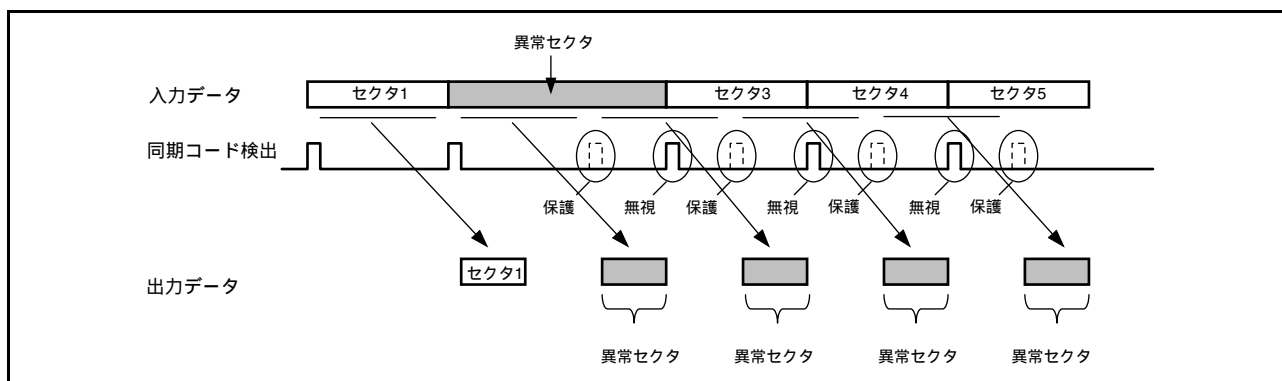 異常セクタ
入力データ
セクタ1
セクタ3
セクタ4
セクタ5
同期コード検出
保護
無視
保護
無視
保護
無視
保護
出力データ
セクタ1
異常セクタ
異常セクタ
異常セクタ
異常セクタ